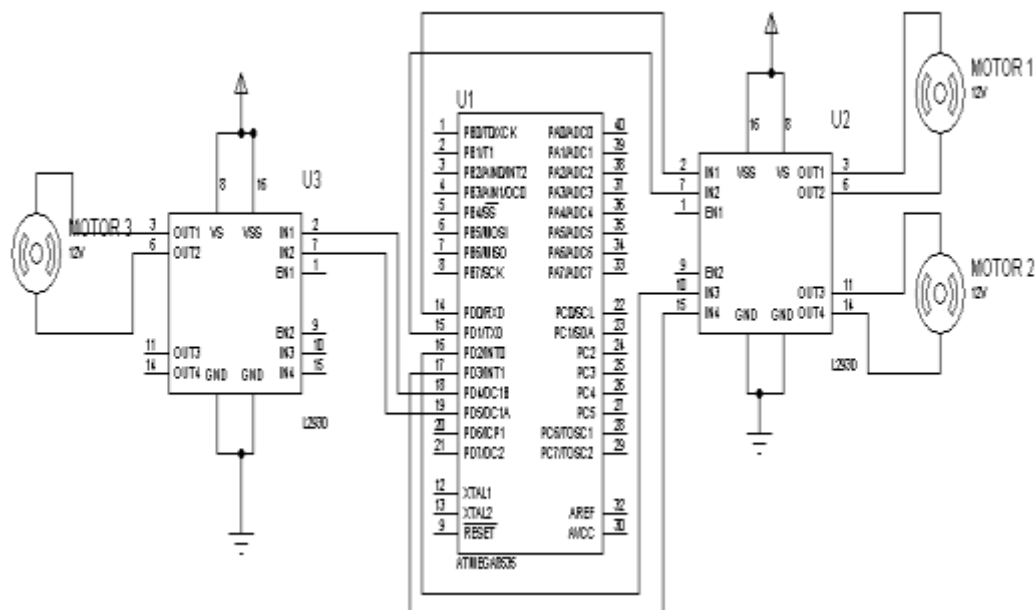 U1
1 PB0/T0/XCK PA0/ADC0 40
2 PB1/T1 PA1/ADC1 39
3 PB2/AIN0/INT2 PA2/ADC2 38
4 PB3/AIN1/OC0 PA3/ADC3 37
5 PB4/SS PA4/ADC4 36
6 PB5/MOSI PA5/ADC5 35
7 PB6/MISO PA6/ADC6 34
8 PB7/SCK PA7/ADC7 33
14 PD0/RXD PC0/SCL 22
15 PD1/TXD PC1/SDA 23
16 PD2/INT0 PC2 24
17 PD3/INT1 PC3 25
18 PD4/OC1B PC4 26
19 PD5/OC1A PC5 27
20 PD6/ICP1 PC6/TOSC1 28
21 PD7/OC2 PC7/TOSC2 29
12 XTAL1
13 XTAL2 AREF 32
9 RESET AVCC 30
ATMEGA8535
U3
8 16
MOTOR 3
12V
3 OUT1 VS VSS IN1 2
6 OUT2 IN2 7
EN1 1
EN2 9
11 OUT3 IN3 10
14 OUT4 GND GND IN4 15
L293D
U2
16 8
2 IN1 VSS VS OUT1 3
7 IN2 OUT2 6
1 EN1
9 EN2
10 IN3 OUT3 11
15 IN4 GND GND OUT4 14
L293D
MOTOR 1
12V
MOTOR 2
12V